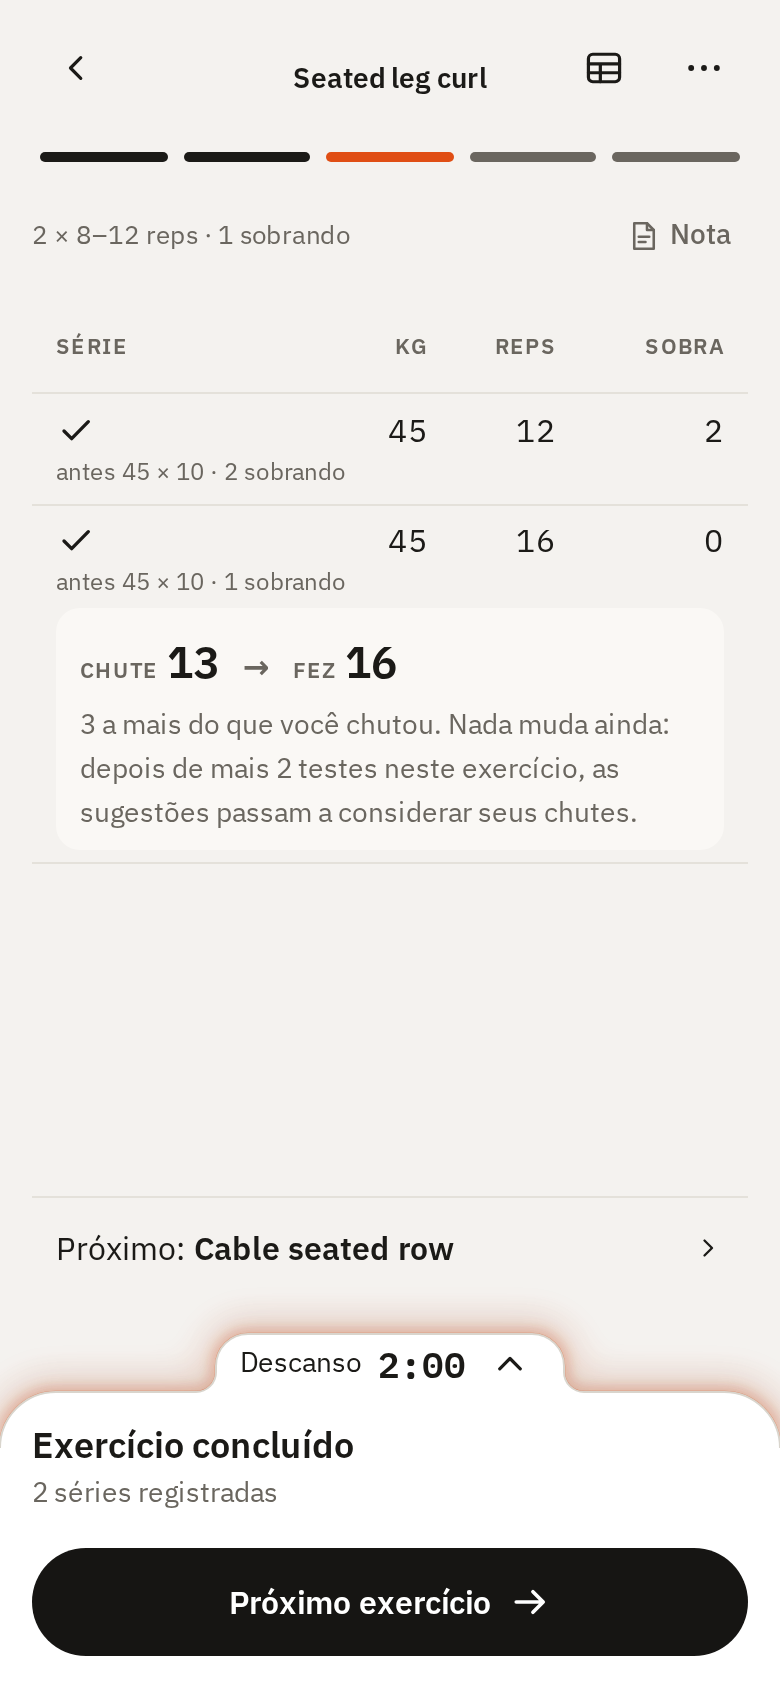 Seated leg curl
2 × 8–12 reps · 1 sobrando
Nota
SÉRIE KG REPS SOBRA
45 12 2
antes 45 × 10 · 2 sobrando
45 16 0
antes 45 × 10 · 1 sobrando
CHUTE 13 → FEZ 16
3 a mais do que você chutou. Nada muda ainda:
depois de mais 2 testes neste exercício, as
sugestões passam a considerar seus chutes.
Próximo: Cable seated row
Descanso 2:00
Exercício concluído
2 séries registradas
Próximo exercício →